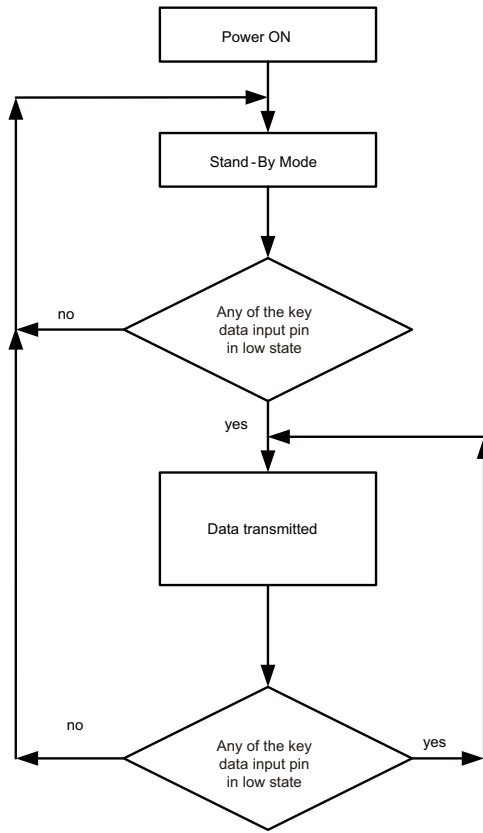 Power ON
Stand-By Mode
Any of the key
data input pin
in low state
no
yes
Data transmitted
no
Any of the key
data input pin
in low state
yes